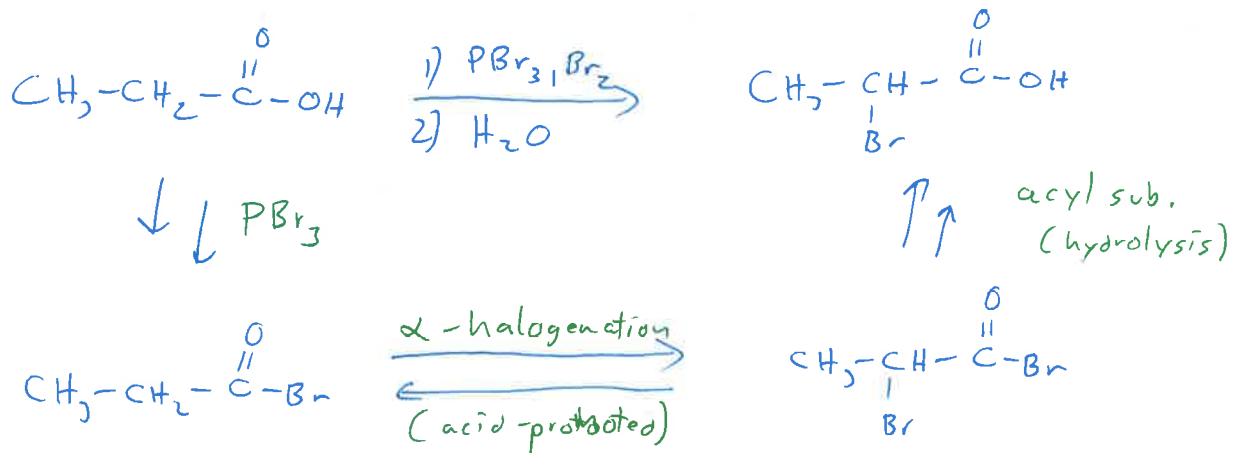 CH₃-CH₂-C(=O)-OH
1) PBr₃, Br₂
2) H₂O
CH₃-CH(Br)-C(=O)-OH
PBr₃
acyl sub.
(hydrolysis)
α-halogenation
CH₃-CH₂-C(=O)-Br
(acid-promoted)
CH₃-CH(Br)-C(=O)-Br